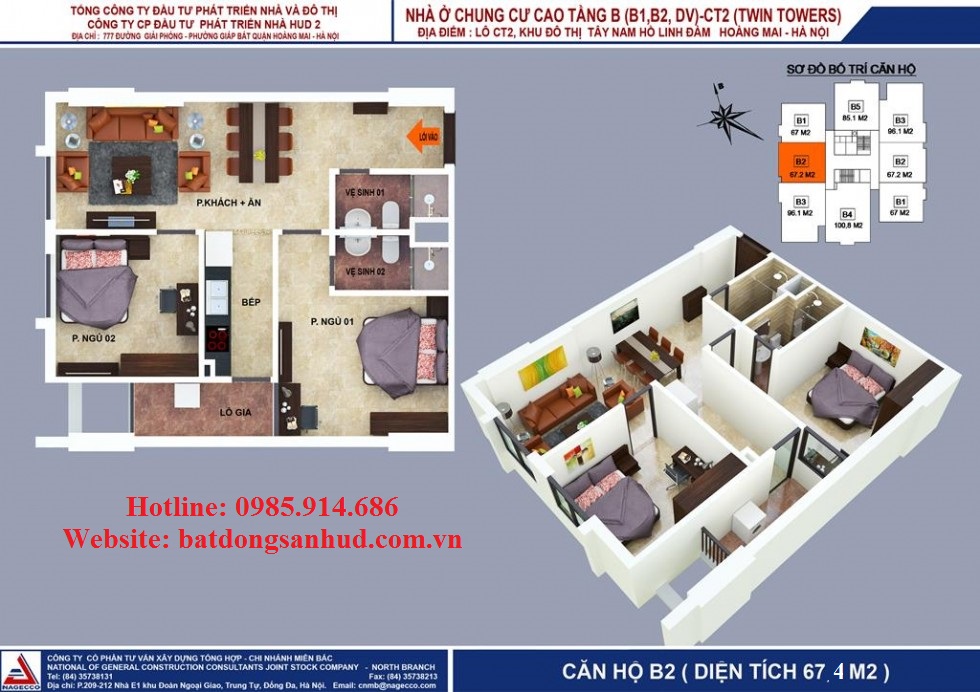 TỔNG CÔNG TY ĐẦU TƯ PHÁT TRIỂN NHÀ VÀ ĐÔ THỊ
CÔNG TY CP ĐẦU TƯ PHÁT TRIỂN NHÀ HUD 2
ĐỊA CHỈ : 777 ĐƯỜNG GIẢI PHÓNG - PHƯỜNG GIÁP BÁT QUẬN HOÀNG MAI - HÀ NỘI
NHÀ Ở CHUNG CƯ CAO TẦNG B (B1,B2, DV)-CT2 (TWIN TOWERS)
ĐỊA ĐIỂM : LÔ CT2, KHU ĐÔ THỊ TÂY NAM HỒ LINH ĐÀM HOÀNG MAI - HÀ NỘI
SƠ ĐỒ BỐ TRÍ CĂN HỘ
B
B5
85.1 M2
B1
67 M2
B3
96.1 M2
B2
67.2 M2
B2
67.2 M2
B3
96.1 M2
B4
100,8 M2
B1
67 M2
LỐI VÀO
P.KHÁCH + ĂN
VỆ SINH 01
VỆ SINH 02
BẾP
P. NGỦ 01
P. NGỦ 02
LÔ GIA
Hotline: 0985.914.686
Website: batdongsanhud.com.vn
NAGECCO
CÔNG TY CỔ PHẦN TƯ VẤN XÂY DỰNG TỔNG HỢP - CHI NHÁNH MIỀN BẮC
NATIONAL OF GENERAL CONSTRUCTION CONSULTANTS JOINT STOCK COMPANY - NORTH BRANCH
Tel: (84) 35738131 Fax: (84) 35738213
Địa chỉ: P.209-212 Nhà E1 khu Đoàn Ngoại Giao, Trung Tự, Đống Đa, Hà Nội. Email: cnmb@nagecco.com
CĂN HỘ B2 ( DIỆN TÍCH 67.4 M2 )